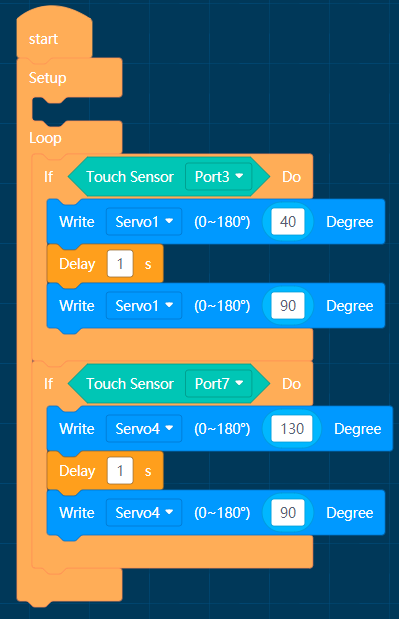 start
Setup
Loop
If Touch Sensor Port3 Do
Write Servo1 (0~180°) 40 Degree
Delay 1 s
Write Servo1 (0~180°) 90 Degree
If Touch Sensor Port7 Do
Write Servo4 (0~180°) 130 Degree
Delay 1 s
Write Servo4 (0~180°) 90 Degree